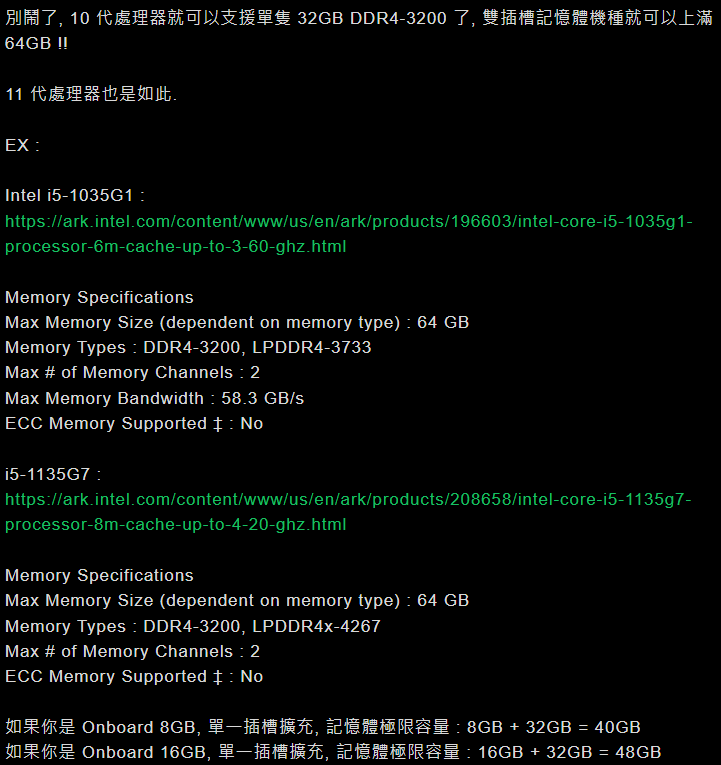 別鬧了, 10 代處理器就可以支援單隻 32GB DDR4-3200 了, 雙插槽記憶體機種就可以上滿
64GB !!
11 代處理器也是如此.
EX :
Intel i5-1035G1 :
https://ark.intel.com/content/www/us/en/ark/products/196603/intel-core-i5-1035g1-
processor-6m-cache-up-to-3-60-ghz.html
Memory Specifications
Max Memory Size (dependent on memory type) : 64 GB
Memory Types : DDR4-3200, LPDDR4-3733
Max # of Memory Channels : 2
Max Memory Bandwidth : 58.3 GB/s
ECC Memory Supported ‡ : No
i5-1135G7 :
https://ark.intel.com/content/www/us/en/ark/products/208658/intel-core-i5-1135g7-
processor-8m-cache-up-to-4-20-ghz.html
Memory Specifications
Max Memory Size (dependent on memory type) : 64 GB
Memory Types : DDR4-3200, LPDDR4x-4267
Max # of Memory Channels : 2
ECC Memory Supported ‡ : No
如果你是 Onboard 8GB, 單一插槽擴充, 記憶體極限容量 : 8GB + 32GB = 40GB
如果你是 Onboard 16GB, 單一插槽擴充, 記憶體極限容量 : 16GB + 32GB = 48GB